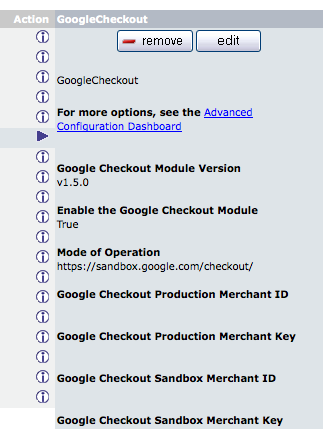 Action GoogleCheckout
remove edit
GoogleCheckout
For more options, see the Advanced
Configuration Dashboard
Google Checkout Module Version
v1.5.0
Enable the Google Checkout Module
True
Mode of Operation
https://sandbox.google.com/checkout/
Google Checkout Production Merchant ID
Google Checkout Production Merchant Key
Google Checkout Sandbox Merchant ID
Google Checkout Sandbox Merchant Key